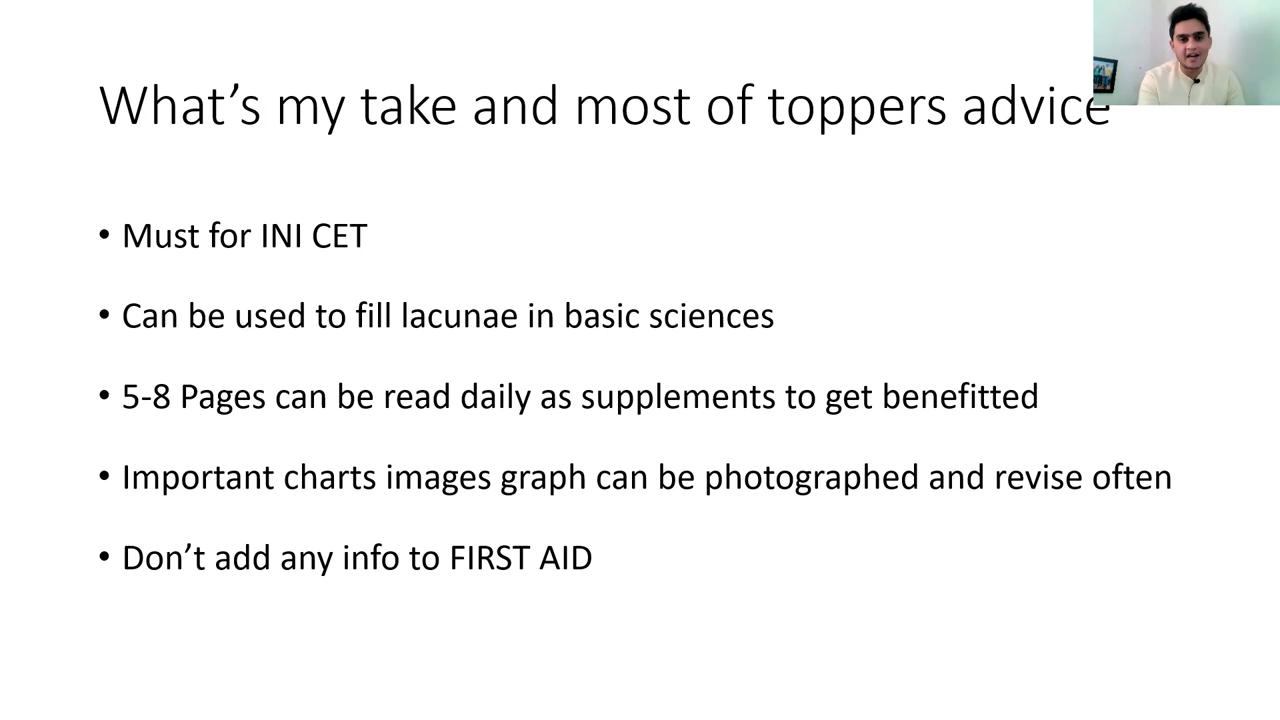 What’s my take and most of toppers advice
• Must for INI CET
• Can be used to fill lacunae in basic sciences
• 5-8 Pages can be read daily as supplements to get benefitted
• Important charts images graph can be photographed and revise often
• Don’t add any info to FIRST AID